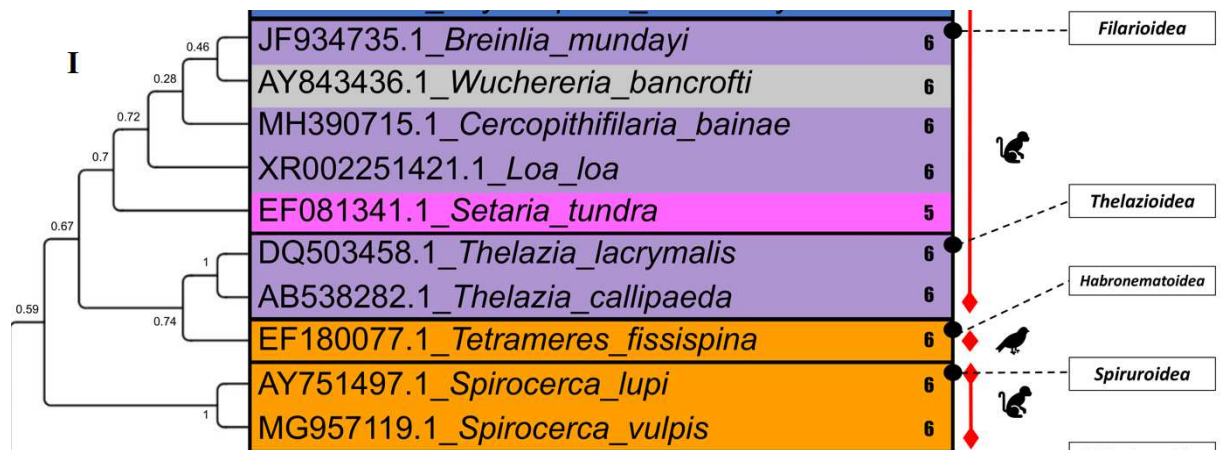 I
0.46
0.28
0.72
0.7
0.67
0.59
1
0.74
1
JF934735.1_Breinlia_mundayi 6
AY843436.1_Wuchereria_bancrofti 6
MH390715.1_Cercopithifilaria_bainae 6
XR002251421.1_Loa_loa 6
EF081341.1_Setaria_tundra 5
DQ503458.1_Thelazia_lacrymalis 6
AB538282.1_Thelazia_callipaeda 6
EF180077.1_Tetrameres_fissispina 6
AY751497.1_Spirocerca_lupi 6
MG957119.1_Spirocerca_vulpis 6
Filarioidea
Thelazioidea
Habronematoidea
Spiruroidea